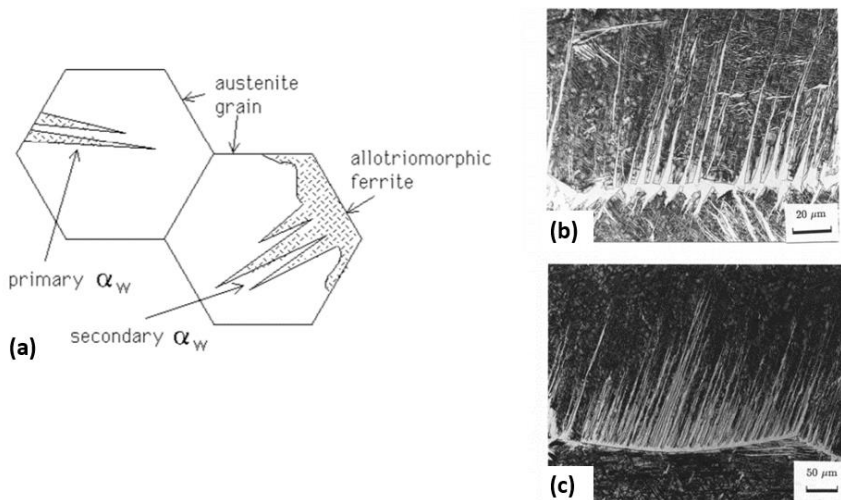 austenite
grain
allotriomorphic
ferrite
primary αw
secondary αw
(a)
(b)
20 μm
(c)
50 μm